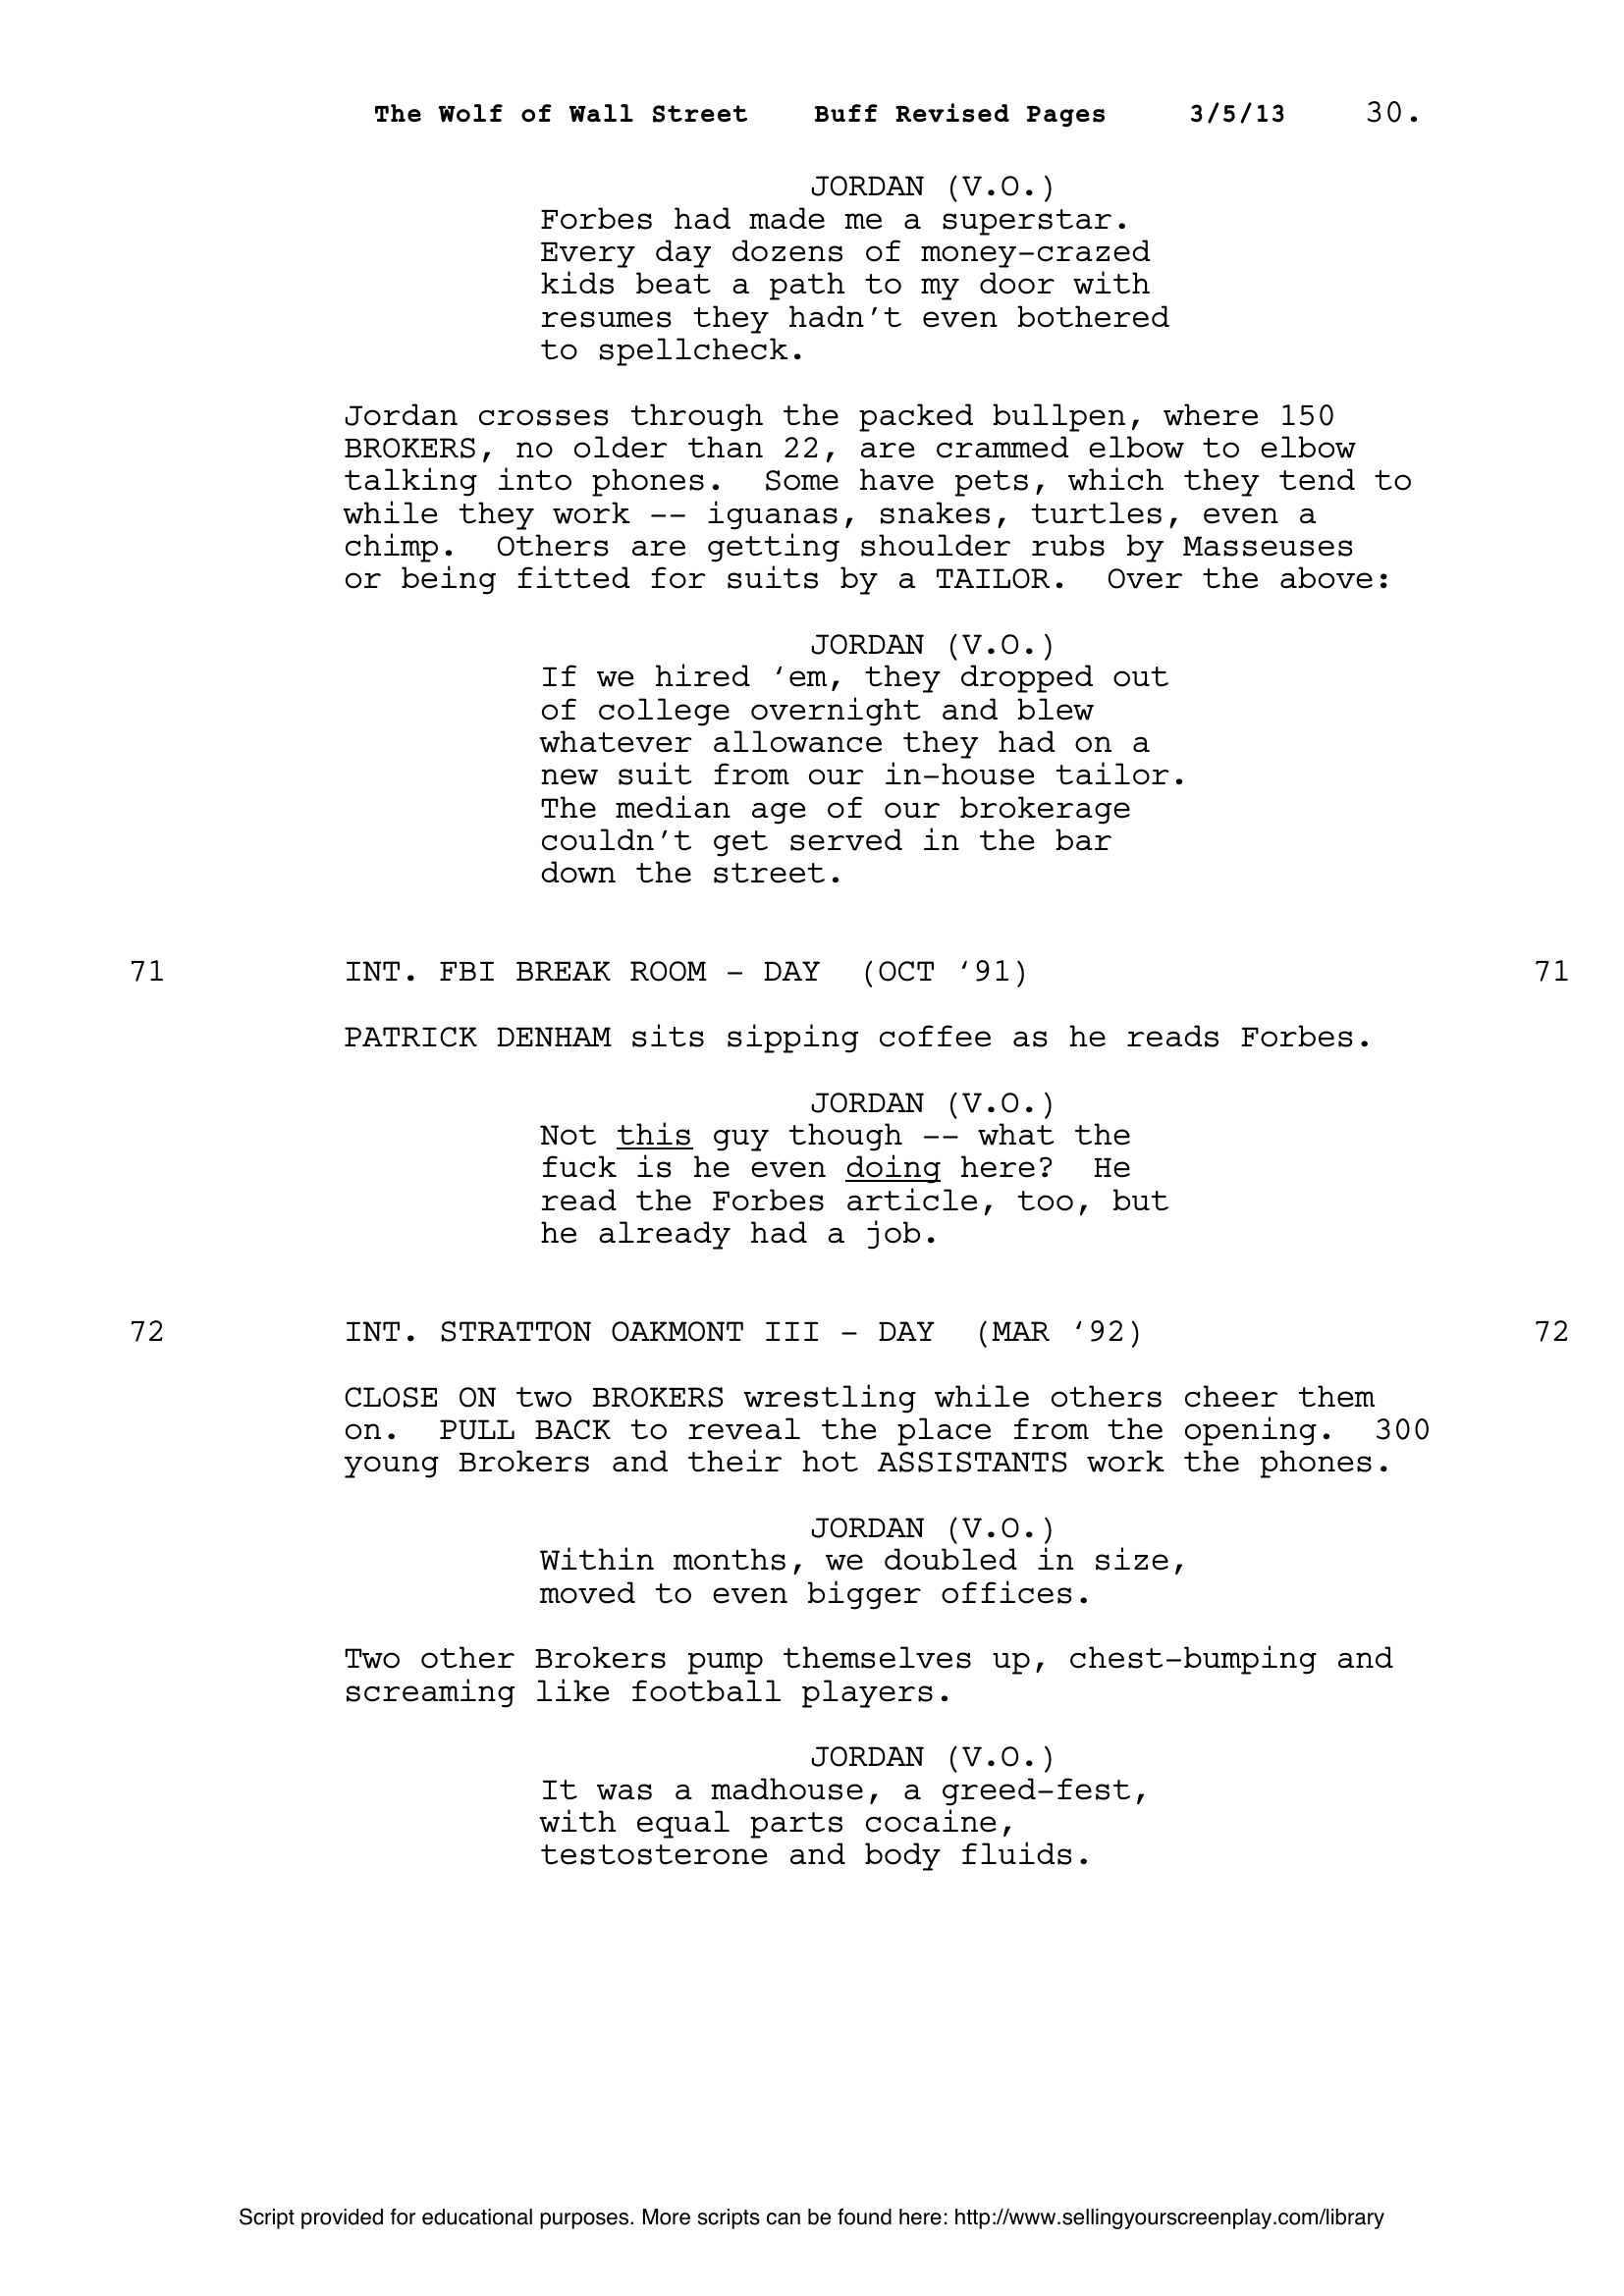 The Wolf of Wall Street    Buff Revised Pages    3/5/13    30.
JORDAN (V.O.)
Forbes had made me a superstar.
Every day dozens of money-crazed
kids beat a path to my door with
resumes they hadn’t even bothered
to spellcheck.
Jordan crosses through the packed bullpen, where 150
BROKERS, no older than 22, are crammed elbow to elbow
talking into phones.  Some have pets, which they tend to
while they work -- iguanas, snakes, turtles, even a
chimp.  Others are getting shoulder rubs by Masseuses
or being fitted for suits by a TAILOR.  Over the above:
JORDAN (V.O.)
If we hired ‘em, they dropped out
of college overnight and blew
whatever allowance they had on a
new suit from our in-house tailor.
The median age of our brokerage
couldn’t get served in the bar
down the street.
71    INT. FBI BREAK ROOM - DAY  (OCT ‘91)    71
PATRICK DENHAM sits sipping coffee as he reads Forbes.
JORDAN (V.O.)
Not this guy though -- what the
fuck is he even doing here?  He
read the Forbes article, too, but
he already had a job.
72    INT. STRATTON OAKMONT III - DAY  (MAR ‘92)    72
CLOSE ON two BROKERS wrestling while others cheer them
on.  PULL BACK to reveal the place from the opening.  300
young Brokers and their hot ASSISTANTS work the phones.
JORDAN (V.O.)
Within months, we doubled in size,
moved to even bigger offices.
Two other Brokers pump themselves up, chest-bumping and
screaming like football players.
JORDAN (V.O.)
It was a madhouse, a greed-fest,
with equal parts cocaine,
testosterone and body fluids.
Script provided for educational purposes. More scripts can be found here: http://www.sellingyourscreenplay.com/library